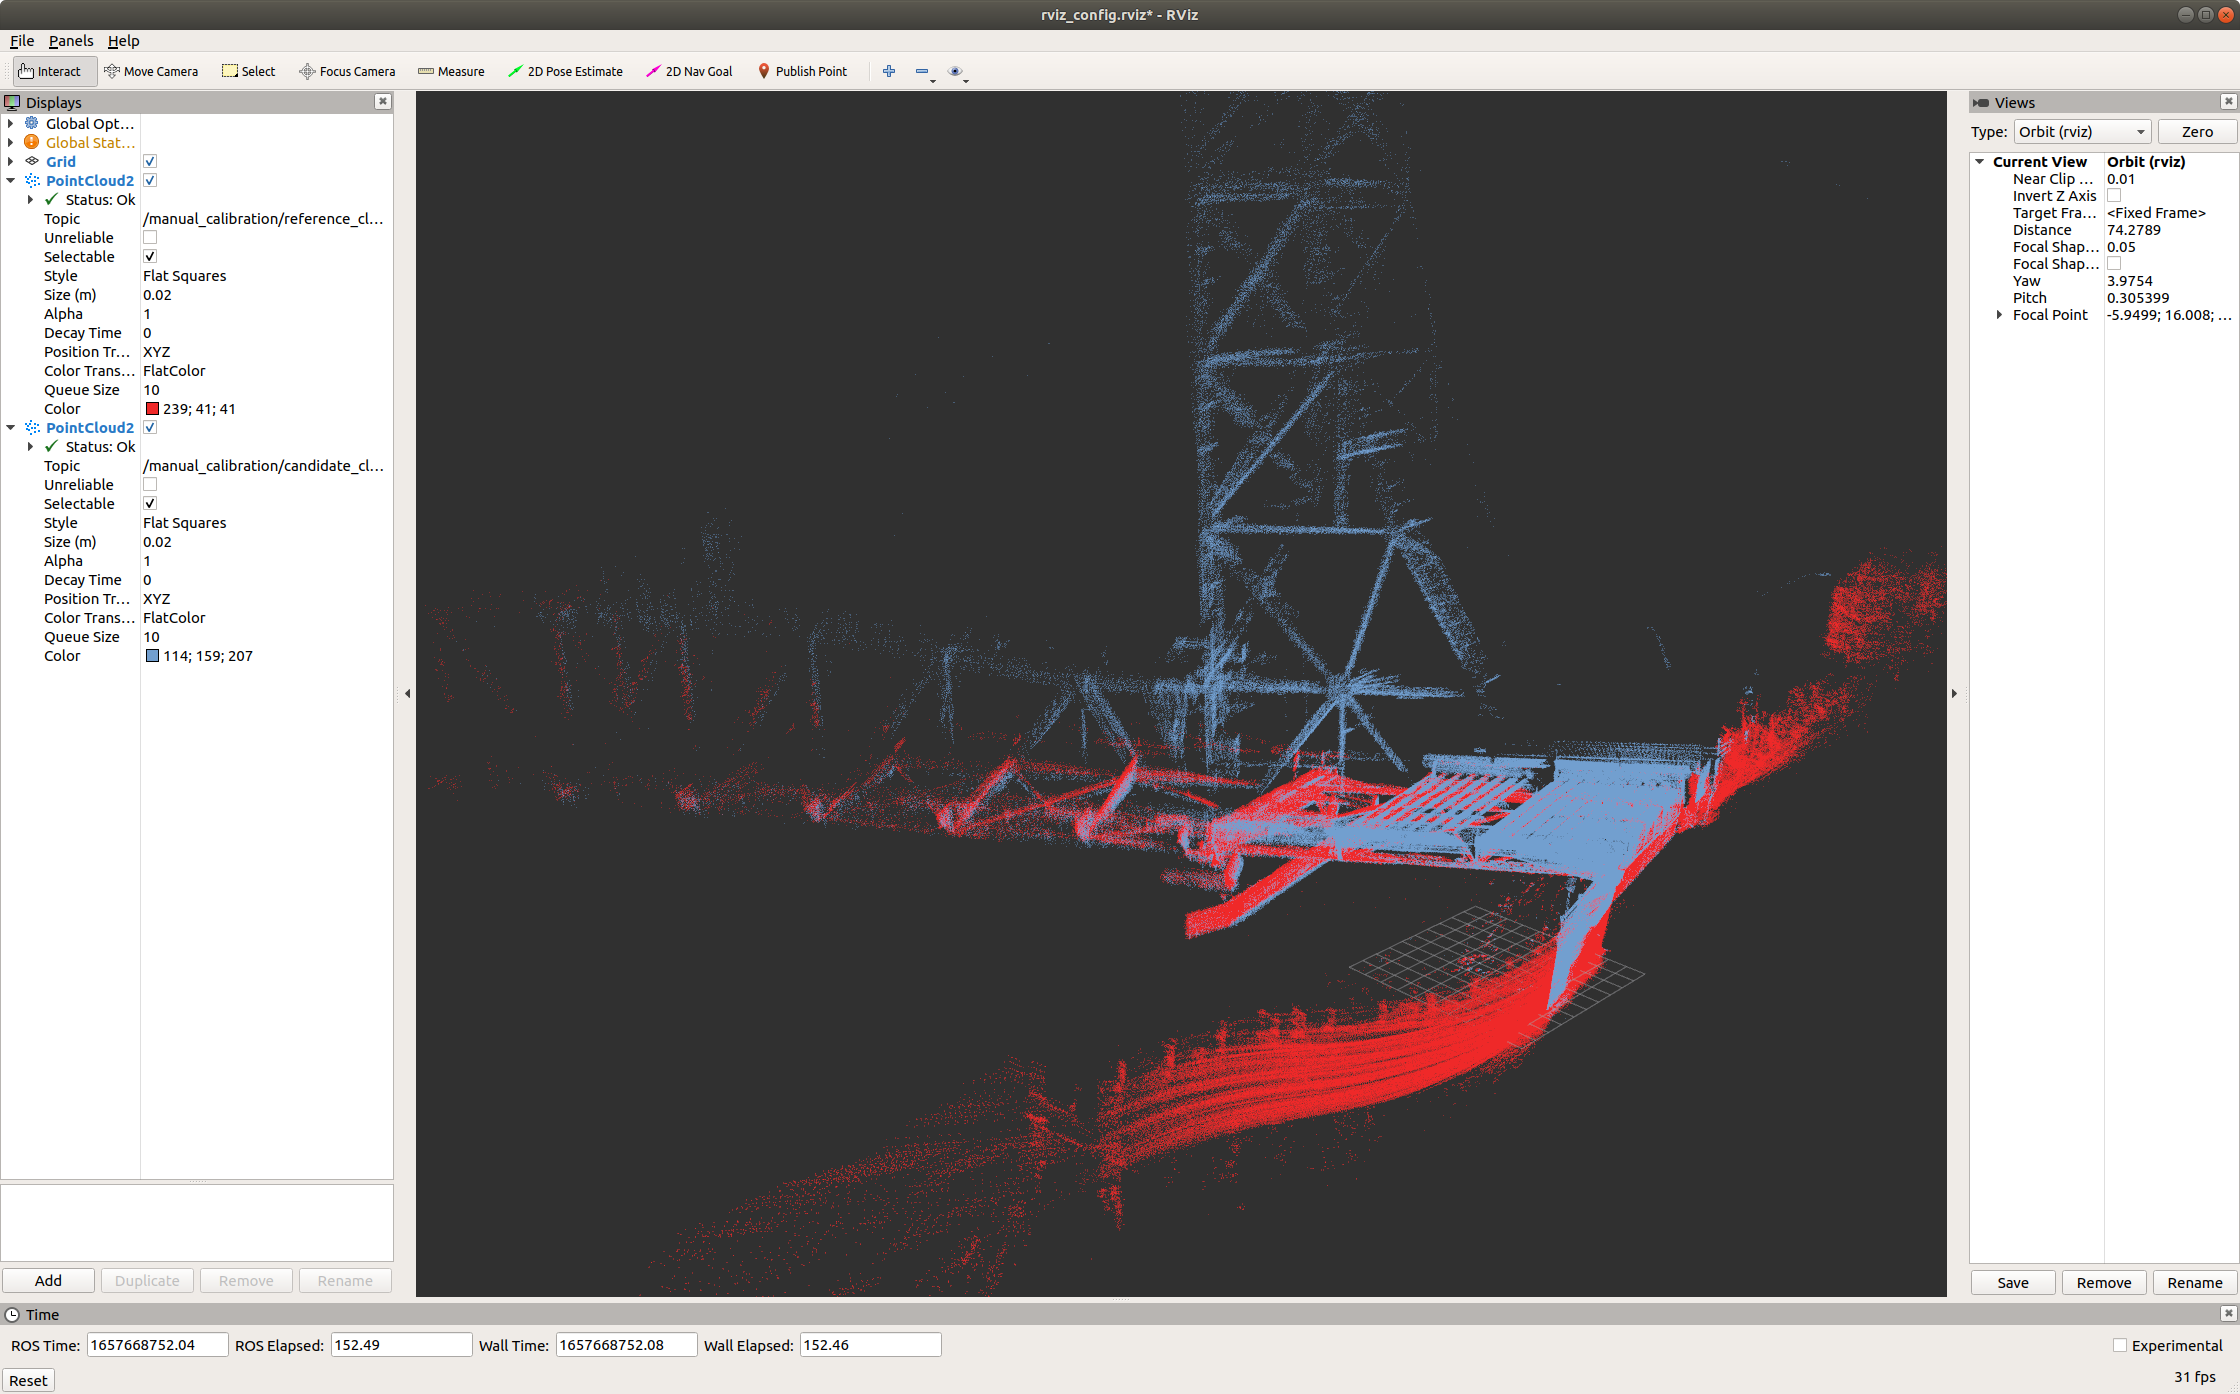 rviz_config.rviz* - RViz
File Panels Help
Interact Move Camera Select Focus Camera Measure 2D Pose Estimate 2D Nav Goal Publish Point
Displays
Global Opt...
Global Stat...
Grid
PointCloud2
Status: Ok
Topic /manual_calibration/reference_cl...
Unreliable
Selectable
Style Flat Squares
Size (m) 0.02
Alpha 1
Decay Time 0
Position Tr... XYZ
Color Trans... FlatColor
Queue Size 10
Color 239; 41; 41
PointCloud2
Status: Ok
Topic /manual_calibration/candidate_cl...
Unreliable
Selectable
Style Flat Squares
Size (m) 0.02
Alpha 1
Decay Time 0
Position Tr... XYZ
Color Trans... FlatColor
Queue Size 10
Color 114; 159; 207
Add Duplicate Remove Rename
Views
Type: Orbit (rviz) Zero
Current View Orbit (rviz)
Near Clip ... 0.01
Invert Z Axis
Target Fra... <Fixed Frame>
Distance 74.2789
Focal Shap... 0.05
Focal Shap...
Yaw 3.9754
Pitch 0.305399
Focal Point -5.9499; 16.008; ...
Save Remove Rename
Time
ROS Time: 1657668752.04 ROS Elapsed: 152.49 Wall Time: 1657668752.08 Wall Elapsed: 152.46 Experimental
Reset 31 fps